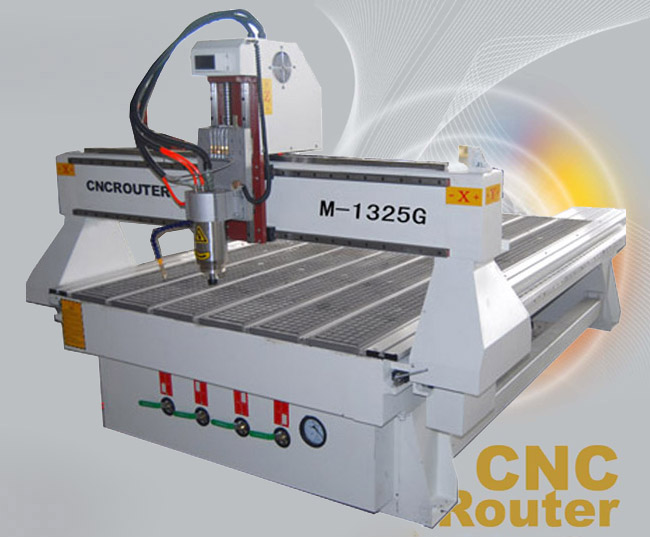 CNCROUTER
M-1325G
-X+
CNC
Router